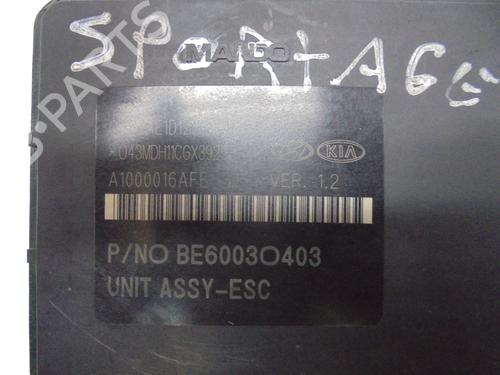 SPORTAGE
MANDO
A1000016AFE VER. 1.2
KIA
P/NO BE6003O403
UNIT ASSY-ESC